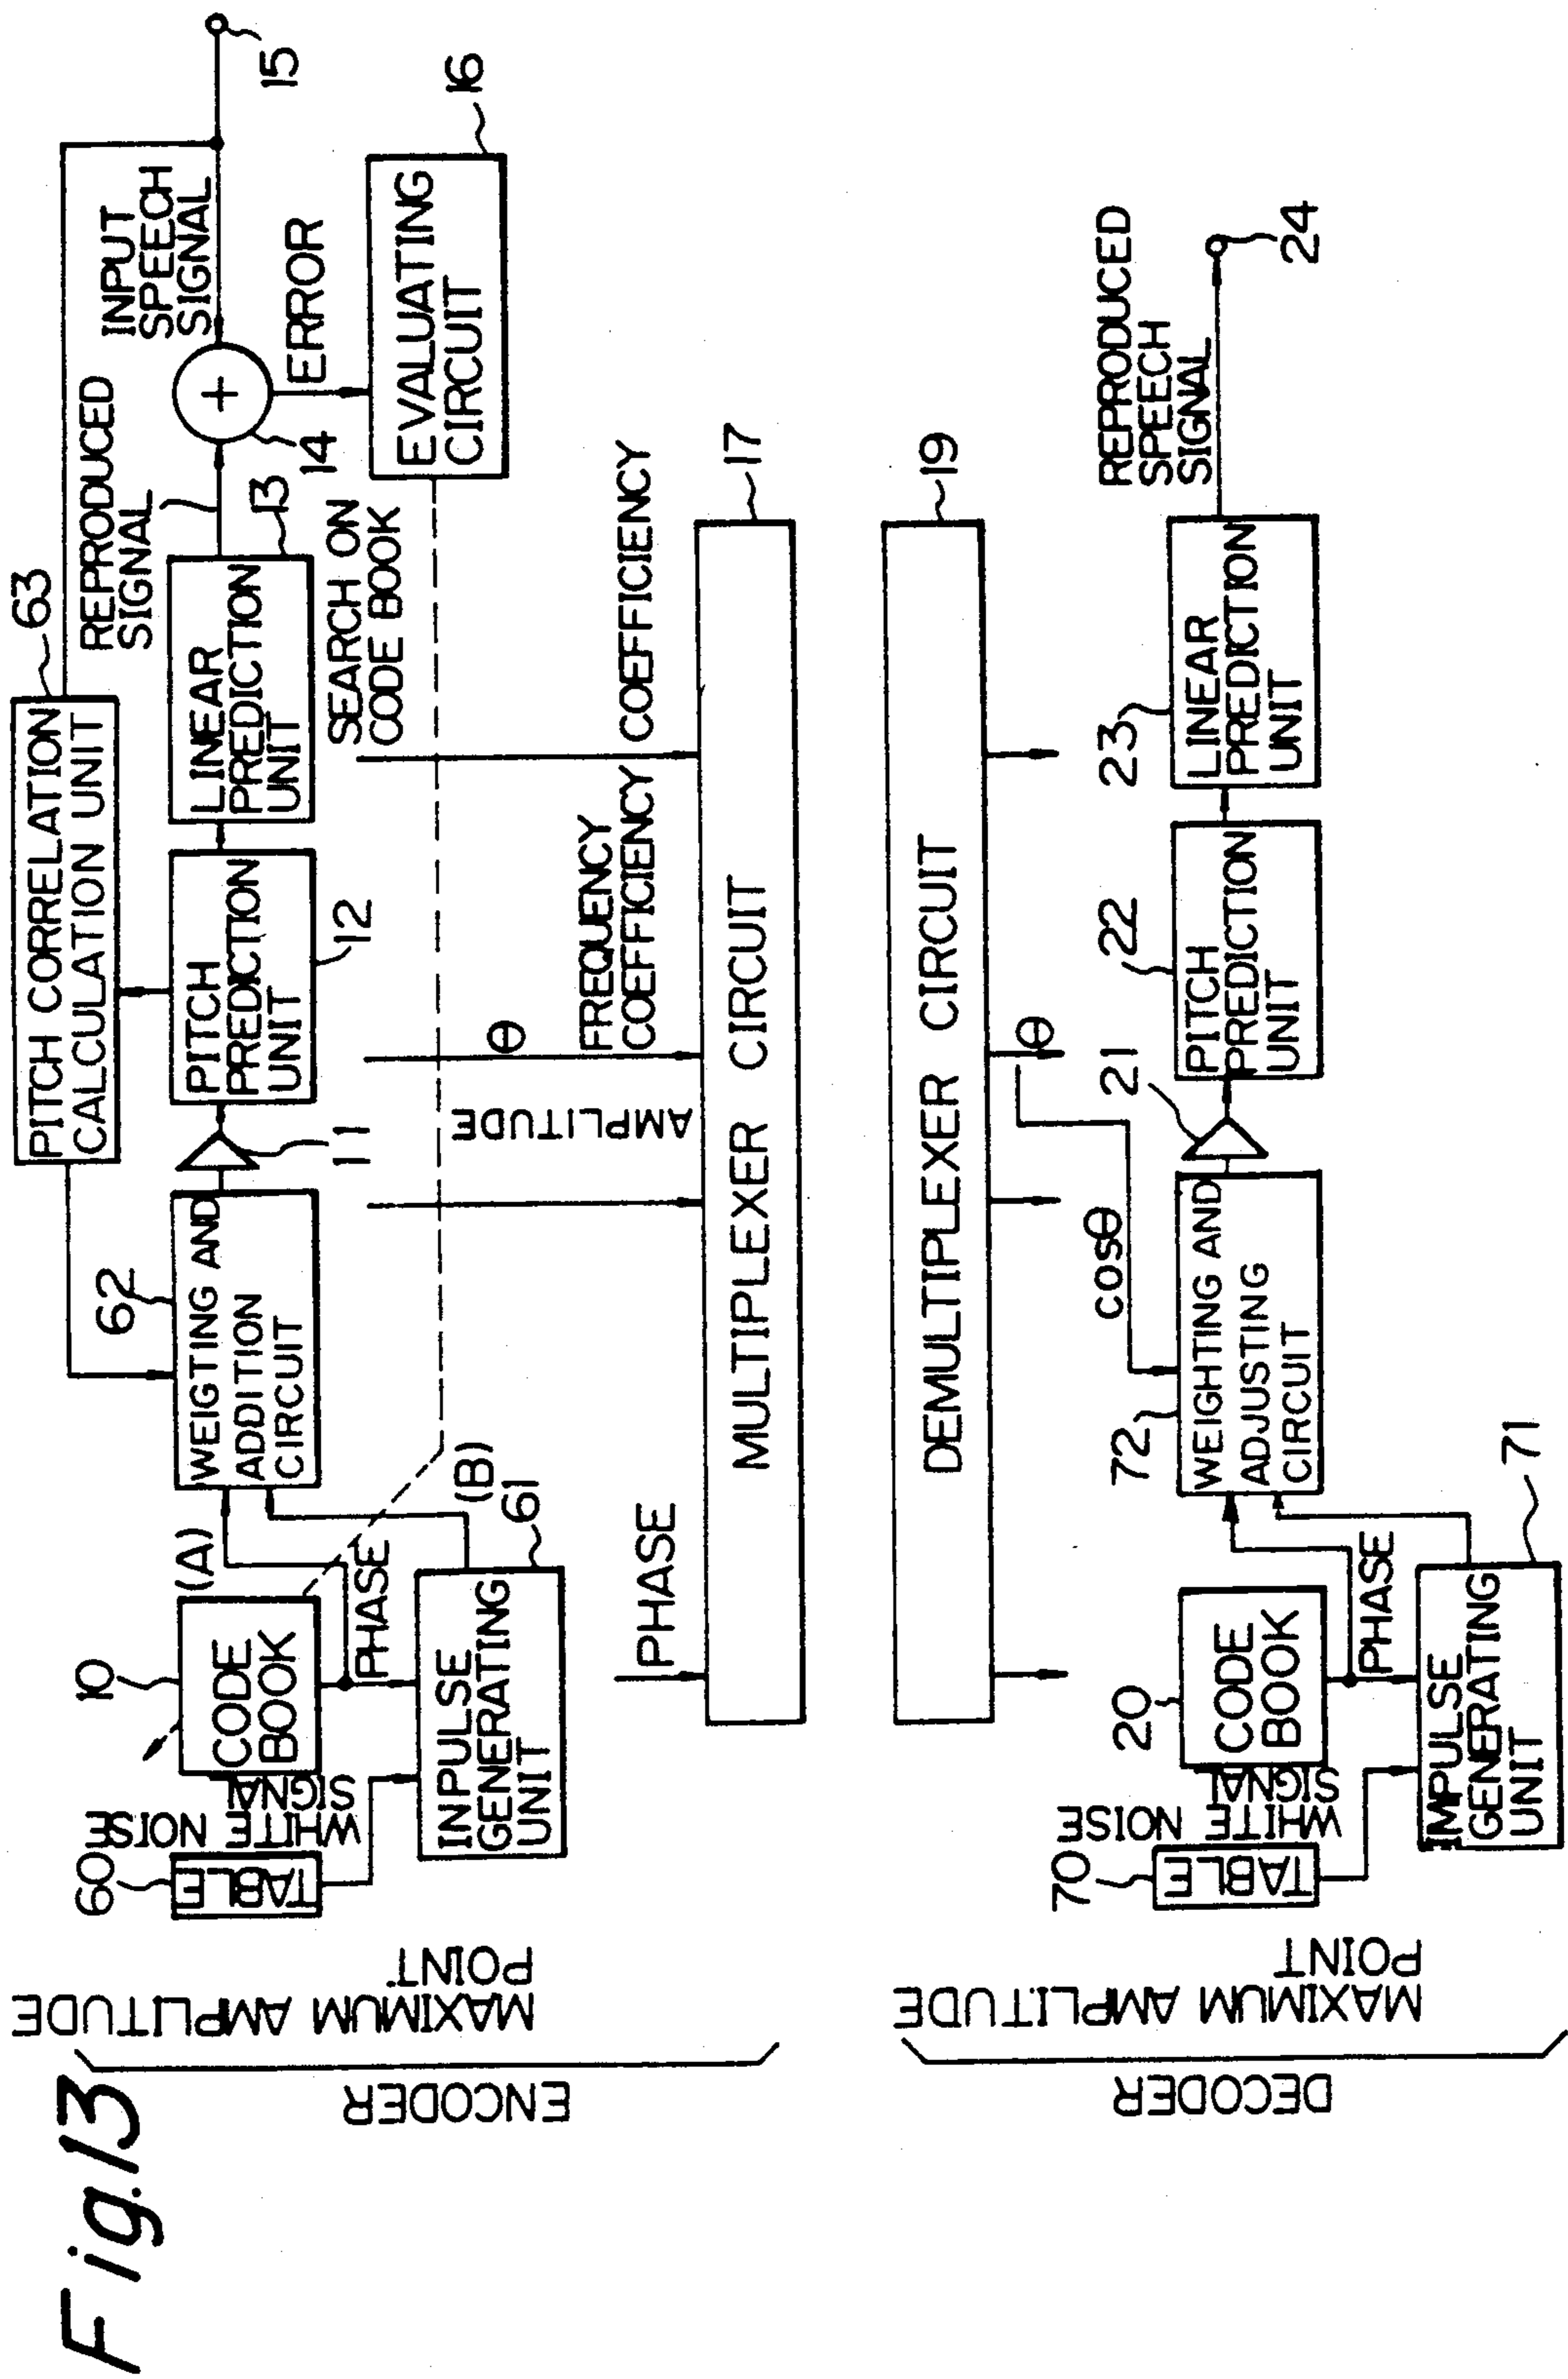 Fig.13
ENCODER
MAXIMUM AMPLITUDE
POINT
60
TABLE
WHITE NOISE
SIGNAL
10
CODE
BOOK
(A)
PHASE
INPULSE
GENERATING
UNIT
61
(B)
62
WEIGTING AND
ADDITION
CIRCUIT
11
PITCH CORRELATION
CALCULATION UNIT
63
PITCH
PREDICTION
UNIT
12
LINEAR
PREDICTION
UNIT
13
REPRODUCED
SIGNAL
14
+
INPUT
SPEECH
SIGNAL
15
ERROR
EVALUATING
CIRCUIT
16
SEARCH ON
CODE BOOK
PHASE
AMPLITUDE
θ
FREQUENCY
COEFFICIENCY
COEFFICIENCY
MULTIPLEXER CIRCUIT
17
DECODER
MAXIMUM AMPLITUDE
POINT
DEMULTIPLEXER CIRCUIT
19
θ
cosθ
70
TABLE
WHITE NOISE
SIGNAL
20
CODE
BOOK
PHASE
IMPULSE
GENERATING
UNIT
71
72
WEIGHTING AND
ADJUSTING
CIRCUIT
21
22
PITCH
PREDICTION
UNIT
23
LINEAR
PREDICTION
UNIT
REPRODUCED
SPEECH
SIGNAL
24